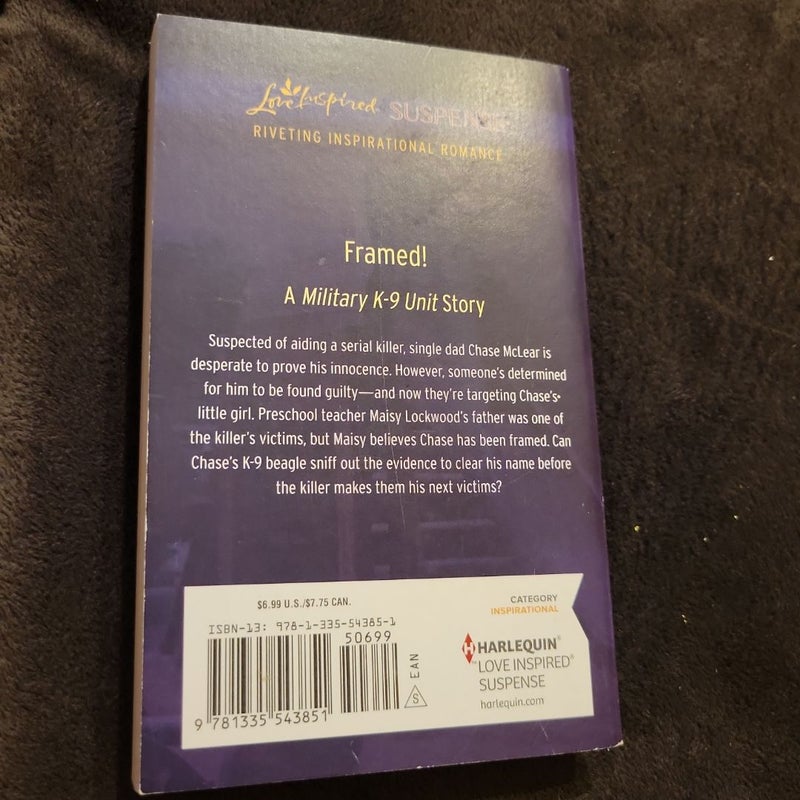 Love Inspired SUSPENSE
RIVETING INSPIRATIONAL ROMANCE
Framed!
A Military K-9 Unit Story
Suspected of aiding a serial killer, single dad Chase McLear is
desperate to prove his innocence. However, someone's determined
for him to be found guilty—and now they're targeting Chase's
little girl. Preschool teacher Maisy Lockwood's father was one of
the killer's victims, but Maisy believes Chase has been framed. Can
Chase's K-9 beagle sniff out the evidence to clear his name before
the killer makes them his next victims?
$6.99 U.S./$7.75 CAN.
ISBN-13: 978-1-335-54385-1
50699
EAN
S
9 781335 543851
CATEGORY
INSPIRATIONAL
HARLEQUIN®
LOVE INSPIRED®
SUSPENSE
harlequin.com